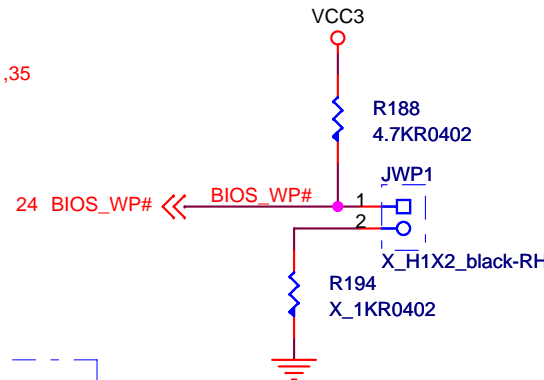 VCC3
,35
R188
4.7KR0402
JWP1
24 BIOS_WP#
BIOS_WP#
1
2
X_H1X2_black-RH
R194
X_1KR0402